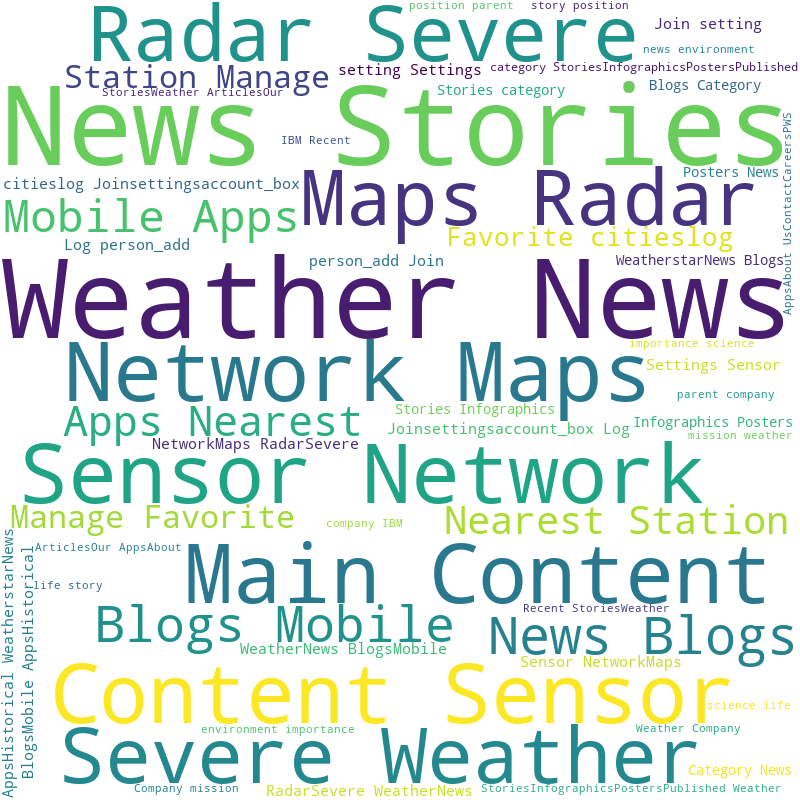 position parent
story position
Radar Severe
Join setting
news environment
Station Manage
setting Settings
category StoriesInfographicsPostersPublished
StoriesWeather ArticlesOur
Stories category
Blogs Category
News Stories
IBM Recent
AppsAbout UsContactCareersPWS
citieslog Joinsettingsaccount_box
Maps Radar
Posters News
Mobile Apps
Favorite citieslog
Log person_add
person_add Join
WeatherstarNews Blogs
Weather News
importance science
Network Maps
Settings Sensor
parent company
Apps Nearest
Stories Infographics
Joinsettingsaccount_box Log
Infographics Posters
mission weather
NetworkMaps RadarSevere
Sensor Network
Manage Favorite
company IBM
Nearest Station
AppsHistorical WeatherstarNews
BlogsMobile AppsHistorical
ArticlesOur AppsAbout
Main Content
life story
Blogs Mobile
Recent StoriesWeather
News Blogs
WeatherNews BlogsMobile
Sensor NetworkMaps
Content Sensor
science life
environment importance
Weather Company
Severe Weather
Category News
Company mission
RadarSevere WeatherNews
StoriesInfographicsPostersPublished Weather